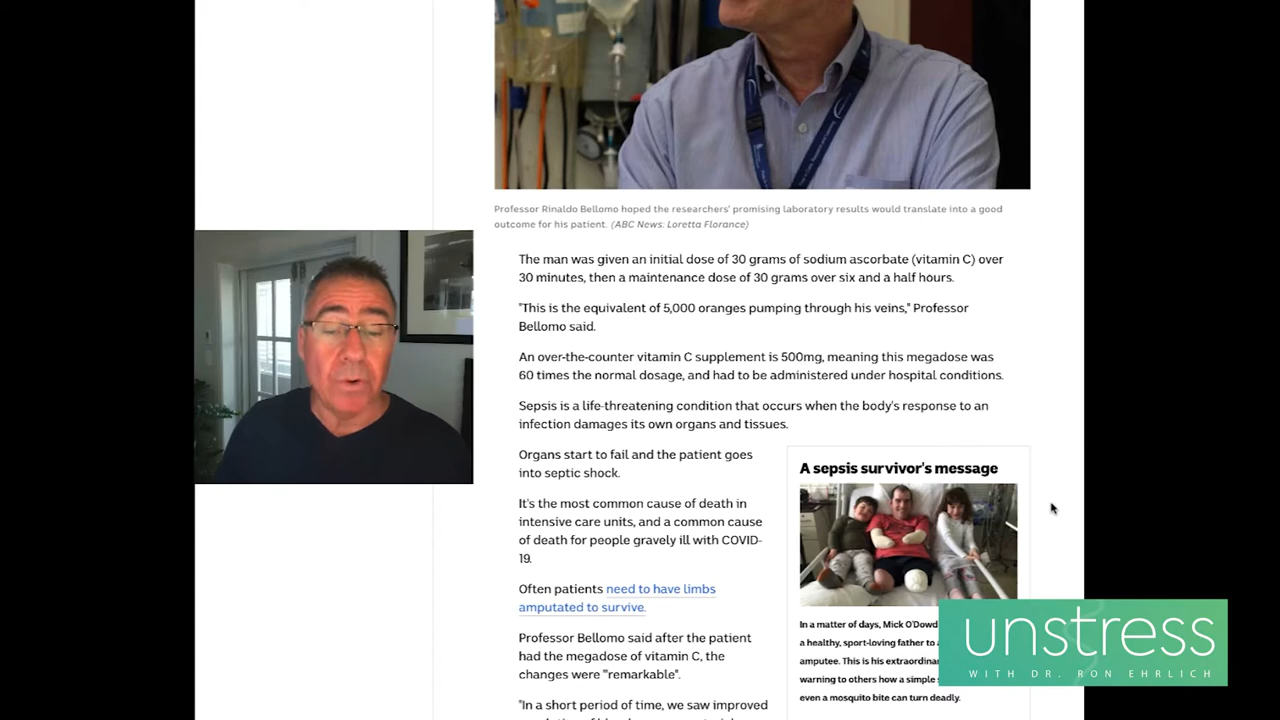 Professor Rinaldo Bellomo hoped the researchers' promising laboratory results would translate into a good
outcome for his patient. (ABC News: Loretta Florance)
The man was given an initial dose of 30 grams of sodium ascorbate (vitamin C) over
30 minutes, then a maintenance dose of 30 grams over six and a half hours.
"This is the equivalent of 5,000 oranges pumping through his veins," Professor
Bellomo said.
An over-the-counter vitamin C supplement is 500mg, meaning this megadose was
60 times the normal dosage, and had to be administered under hospital conditions.
Sepsis is a life-threatening condition that occurs when the body's response to an
infection damages its own organs and tissues.
Organs start to fail and the patient goes
into septic shock.
It's the most common cause of death in
intensive care units, and a common cause
of death for people gravely ill with COVID-
19.
Often patients need to have limbs
amputated to survive.
Professor Bellomo said after the patient
had the megadose of vitamin C, the
changes were "remarkable".
"In a short period of time, we saw improved
A sepsis survivor's message
In a matter of days, Mick O'Dowd
a healthy, sport-loving father to
amputee. This is his
warning to others how a simple
even a mosquito bite can turn deadly.
unstress
WITH DR. RON EHRLICH